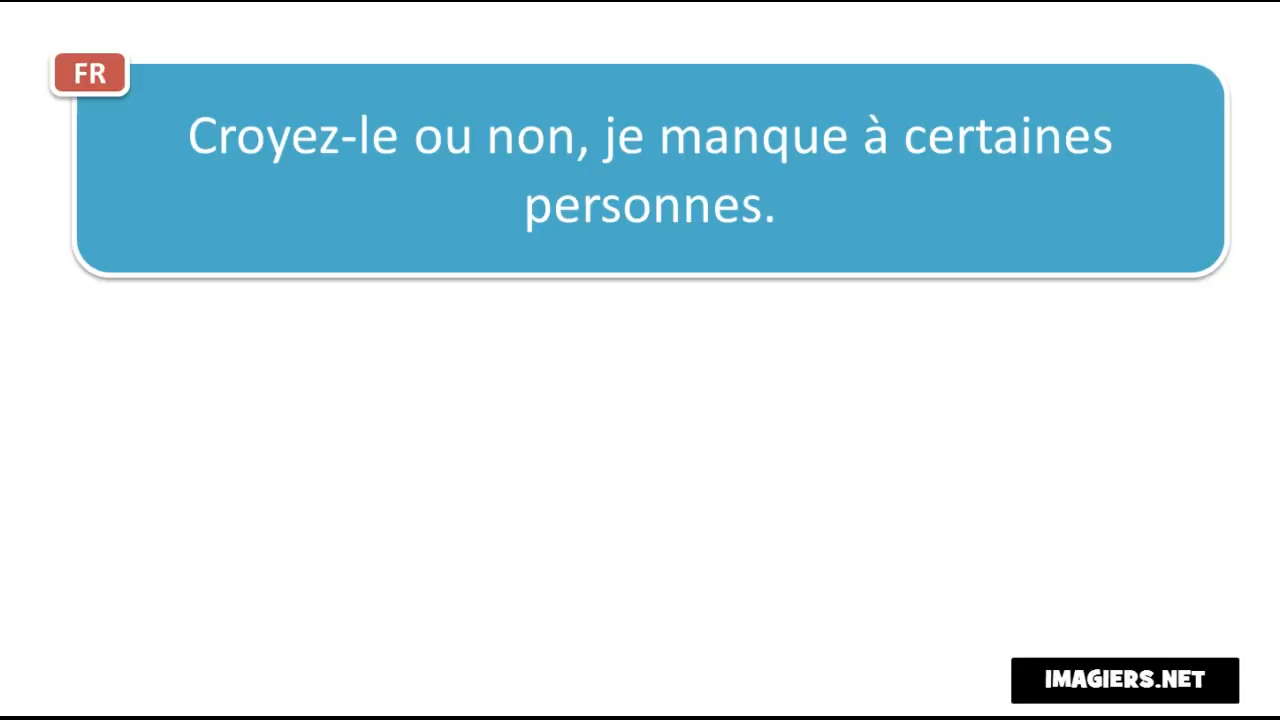 FR
Croyez-le ou non, je manque à certaines
personnes.
IMAGIERS.NET